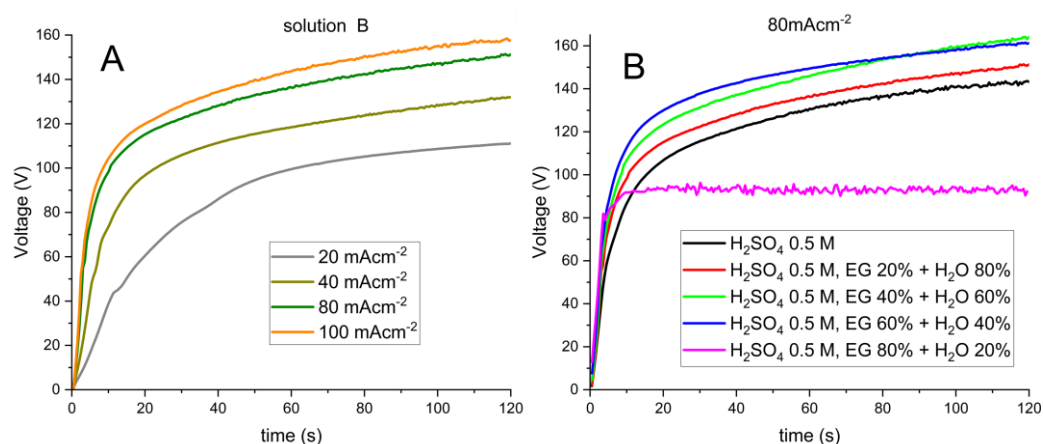 solution B
A
160
140
120
100
80
60
40
20
0
Voltage (V)
20 mAcm-2
40 mAcm-2
80 mAcm-2
100 mAcm-2
0 20 40 60 80 100 120
time (s)
80mAcm-2
B
160
140
120
100
80
60
40
20
0
Voltage (V)
H2SO4 0.5 M
H2SO4 0.5 M, EG 20% + H2O 80%
H2SO4 0.5 M, EG 40% + H2O 60%
H2SO4 0.5 M, EG 60% + H2O 40%
H2SO4 0.5 M, EG 80% + H2O 20%
0 20 40 60 80 100 120
time (s)